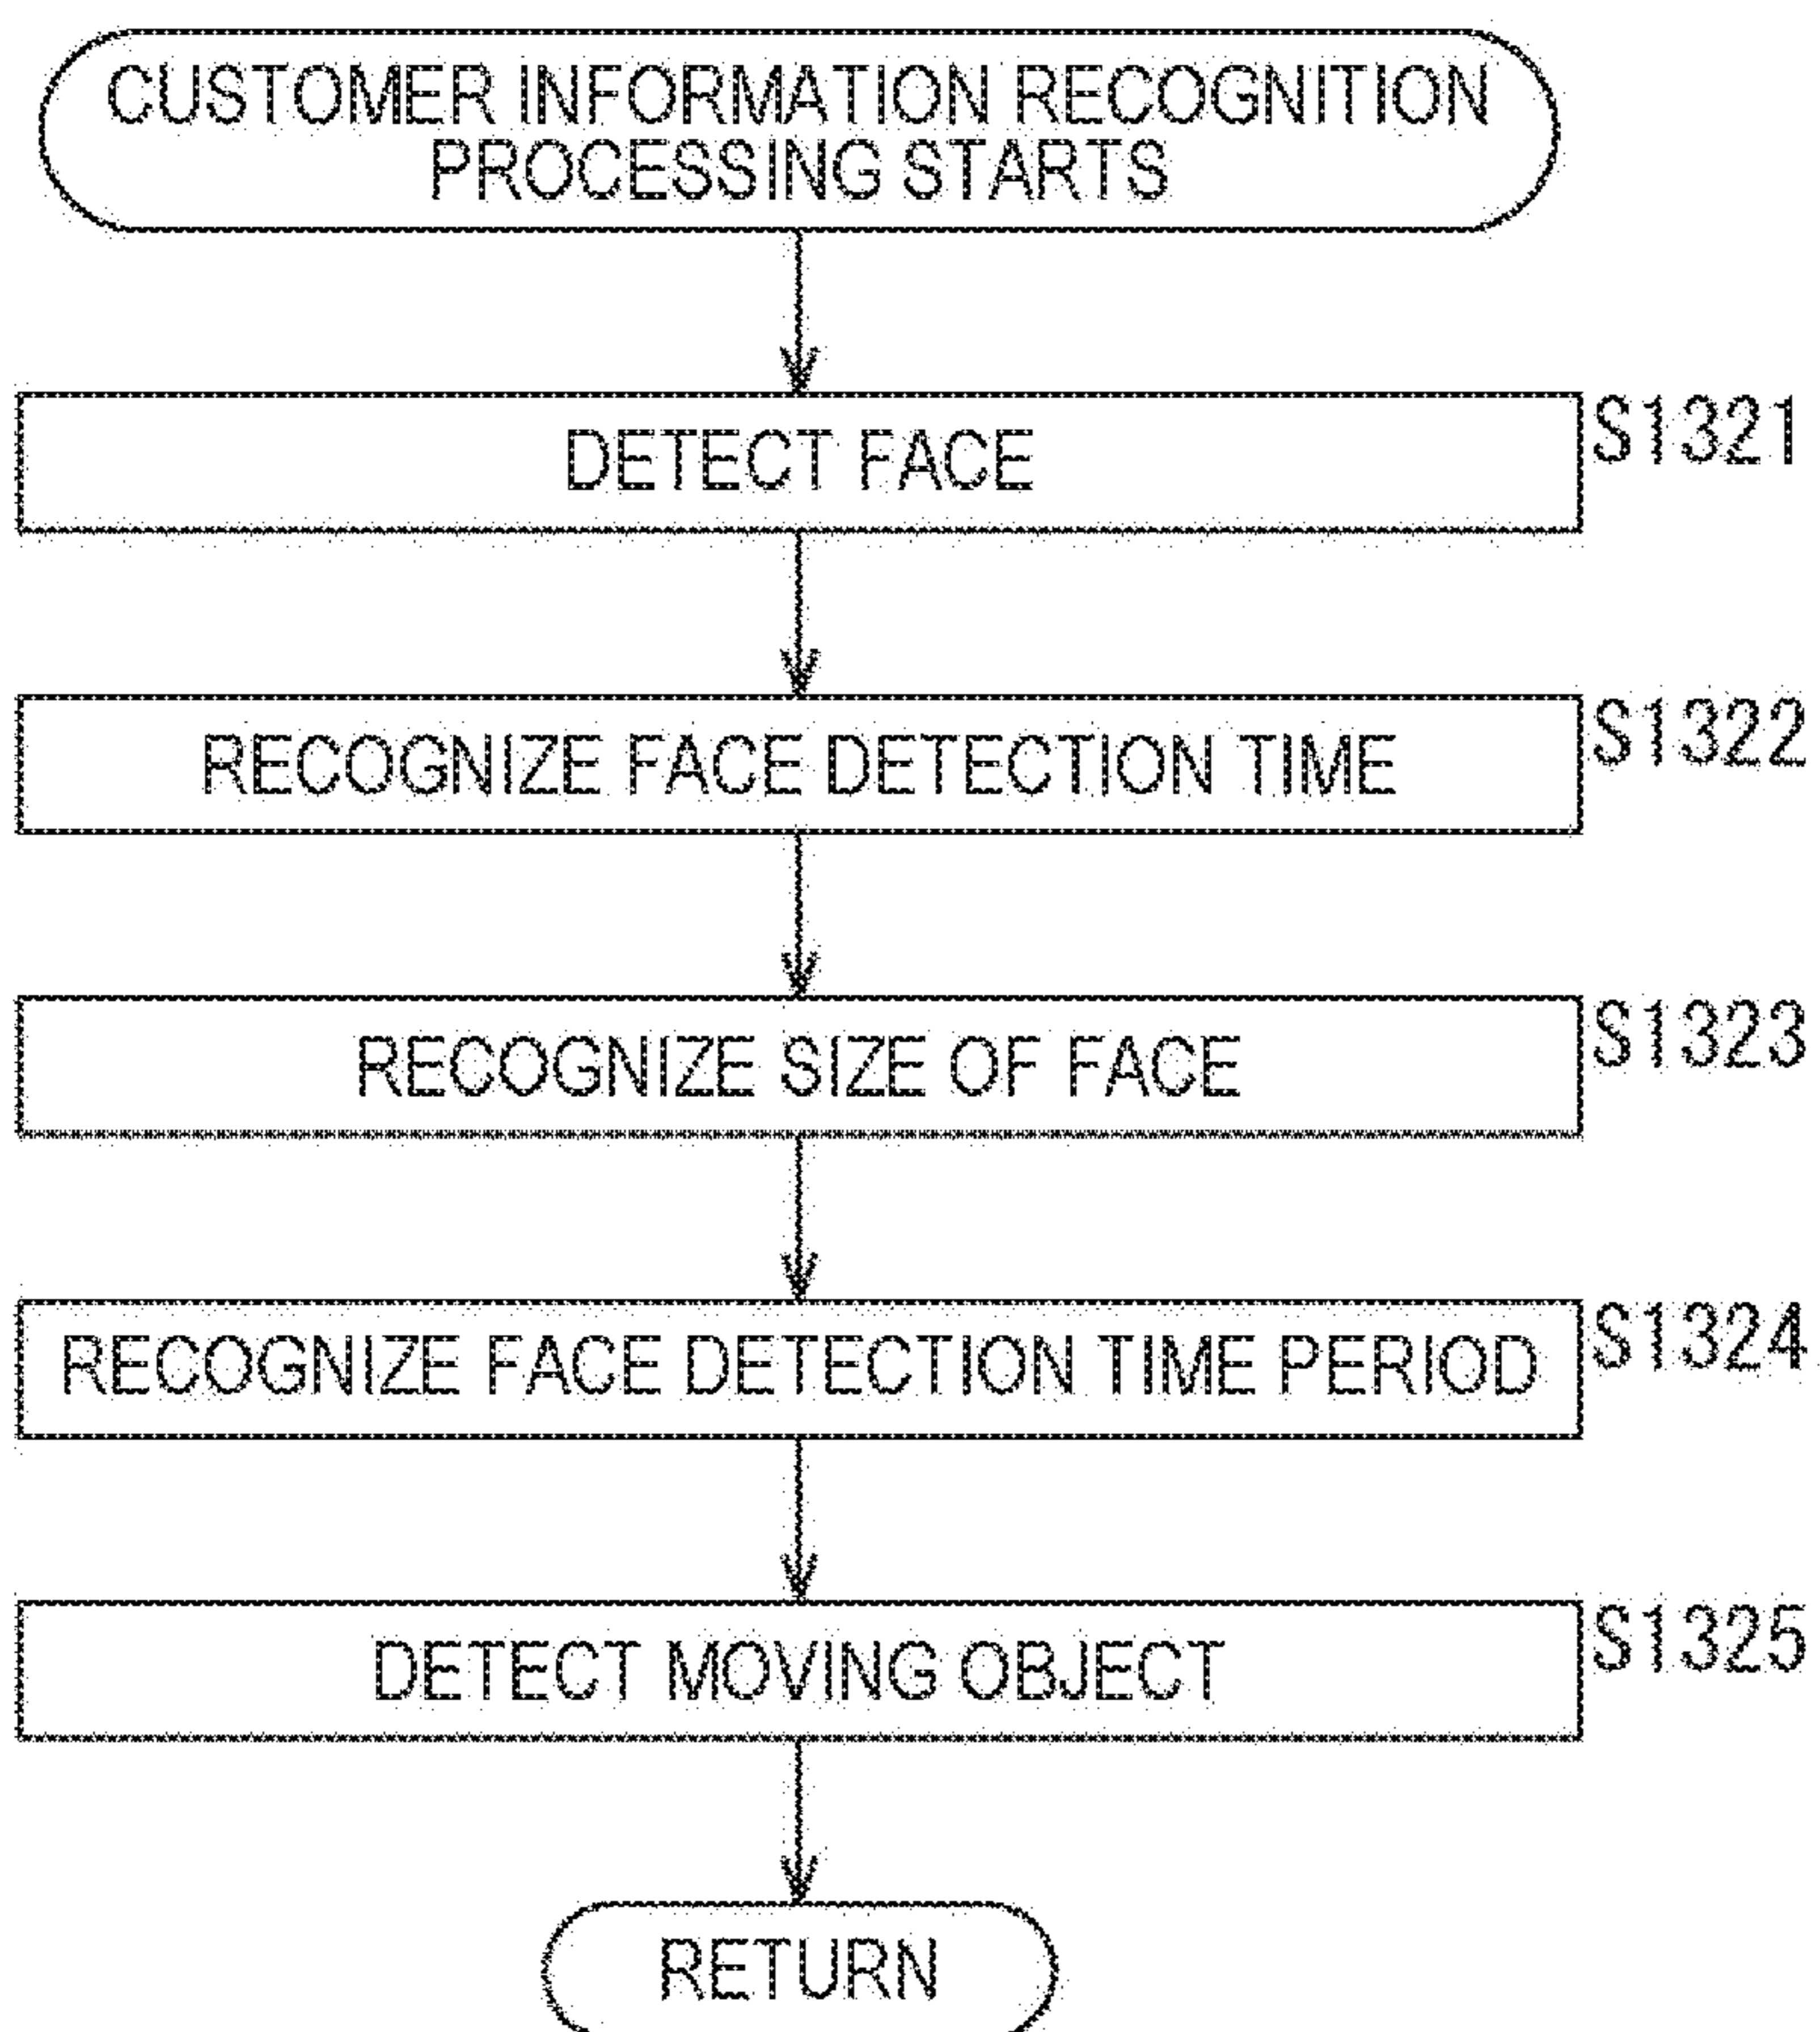 CUSTOMER INFORMATION RECOGNITION
PROCESSING STARTS
DETECT FACE
S1321
RECOGNIZE FACE DETECTION TIME
S1322
RECOGNIZE SIZE OF FACE
S1323
RECOGNIZE FACE DETECTION TIME PERIOD
S1324
DETECT MOVING OBJECT
S1325
RETURN